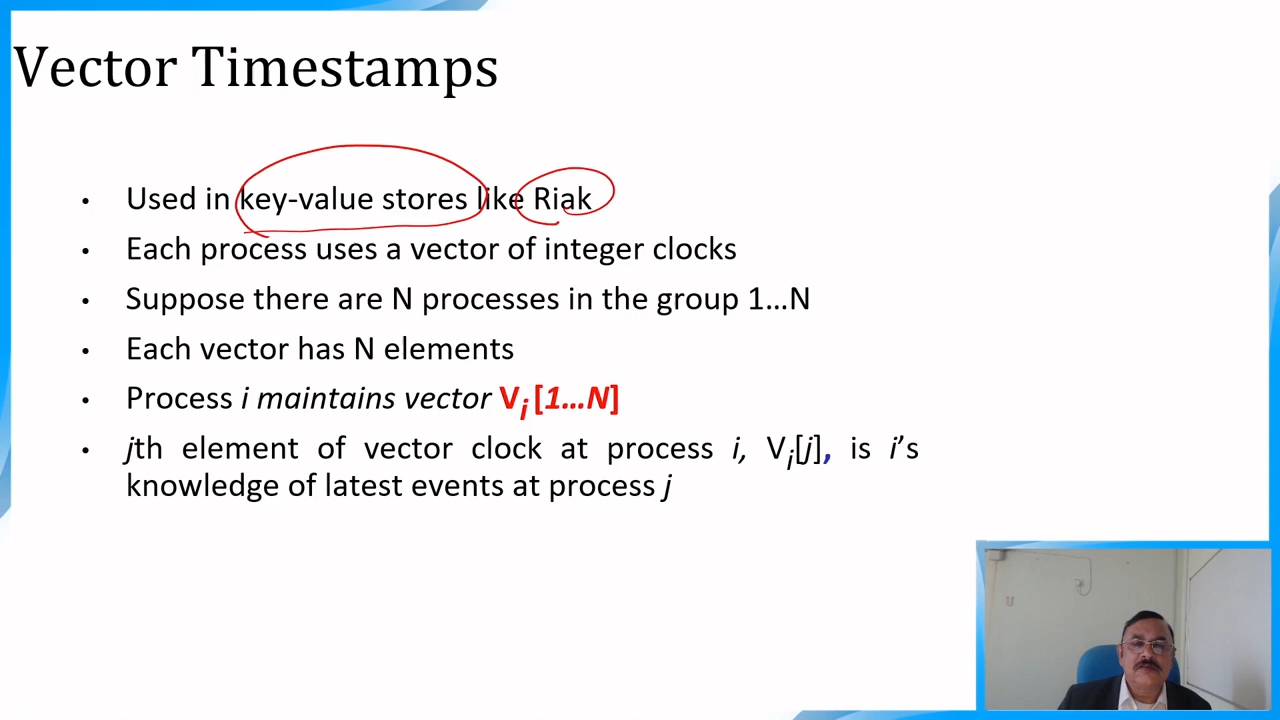 Vector Timestamps
• Used in key-value stores like Riak
• Each process uses a vector of integer clocks
• Suppose there are N processes in the group 1…N
• Each vector has N elements
• Process i maintains vector Vi [1…N]
• jth element of vector clock at process i, Vi[j], is i’s
knowledge of latest events at process j